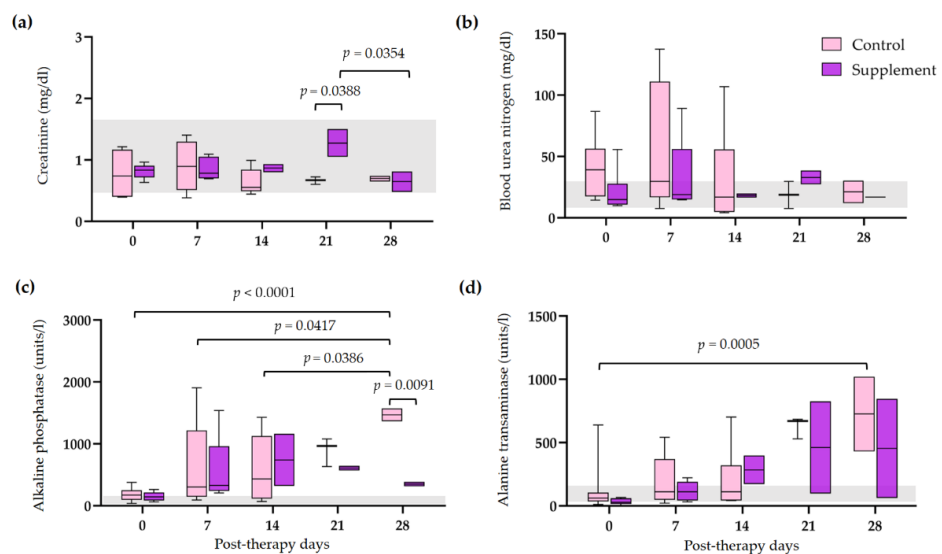 (a)
(b)
3
2
1
0
Creatinine (mg/dl)
p = 0.0354
p = 0.0388
0 7 14 21 28
150
100
50
0
Blood urea nitrogen (mg/dl)
Control
Supplement
0 7 14 21 28
(c)
(d)
p < 0.0001
p = 0.0417
p = 0.0386
p = 0.0091
3000
2000
1000
0
Alkaline phosphatase (units/l)
0 7 14 21 28
Post-therapy days
1500
1000
500
0
Alanine transaminase (units/l)
p = 0.0005
0 7 14 21 28
Post-therapy days